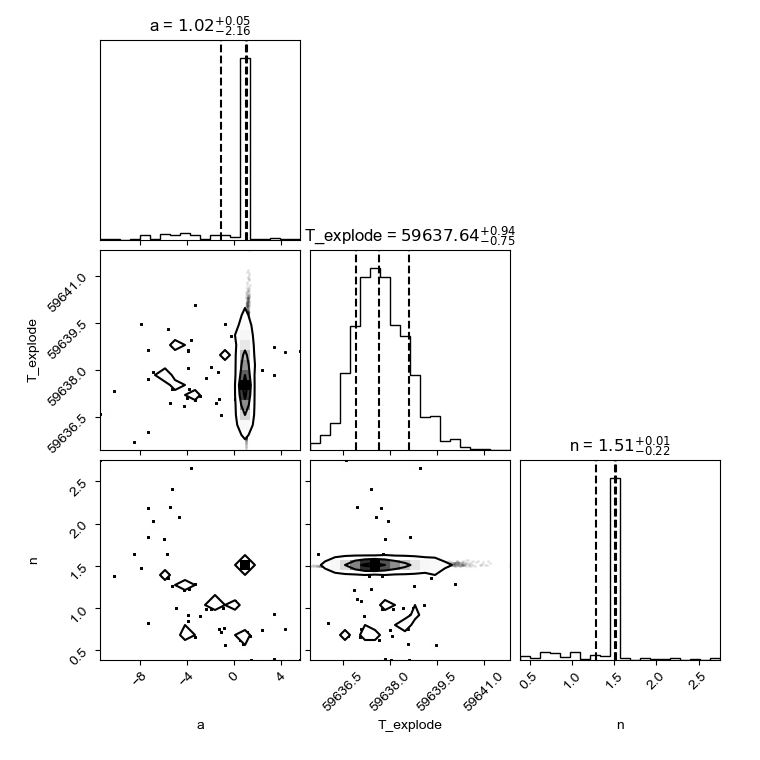 a = 1.02+0.05−2.16
T_explode = 59637.64+0.94−0.75
59641.0
59639.5
59638.0
59636.5
T_explode
n = 1.51+0.01−0.22
2.5
2.0
1.5
1.0
0.5
n
−8 −4 0 4
59636.5 59638.0 59639.5 59641.0
0.5 1.0 1.5 2.0 2.5
a T_explode n